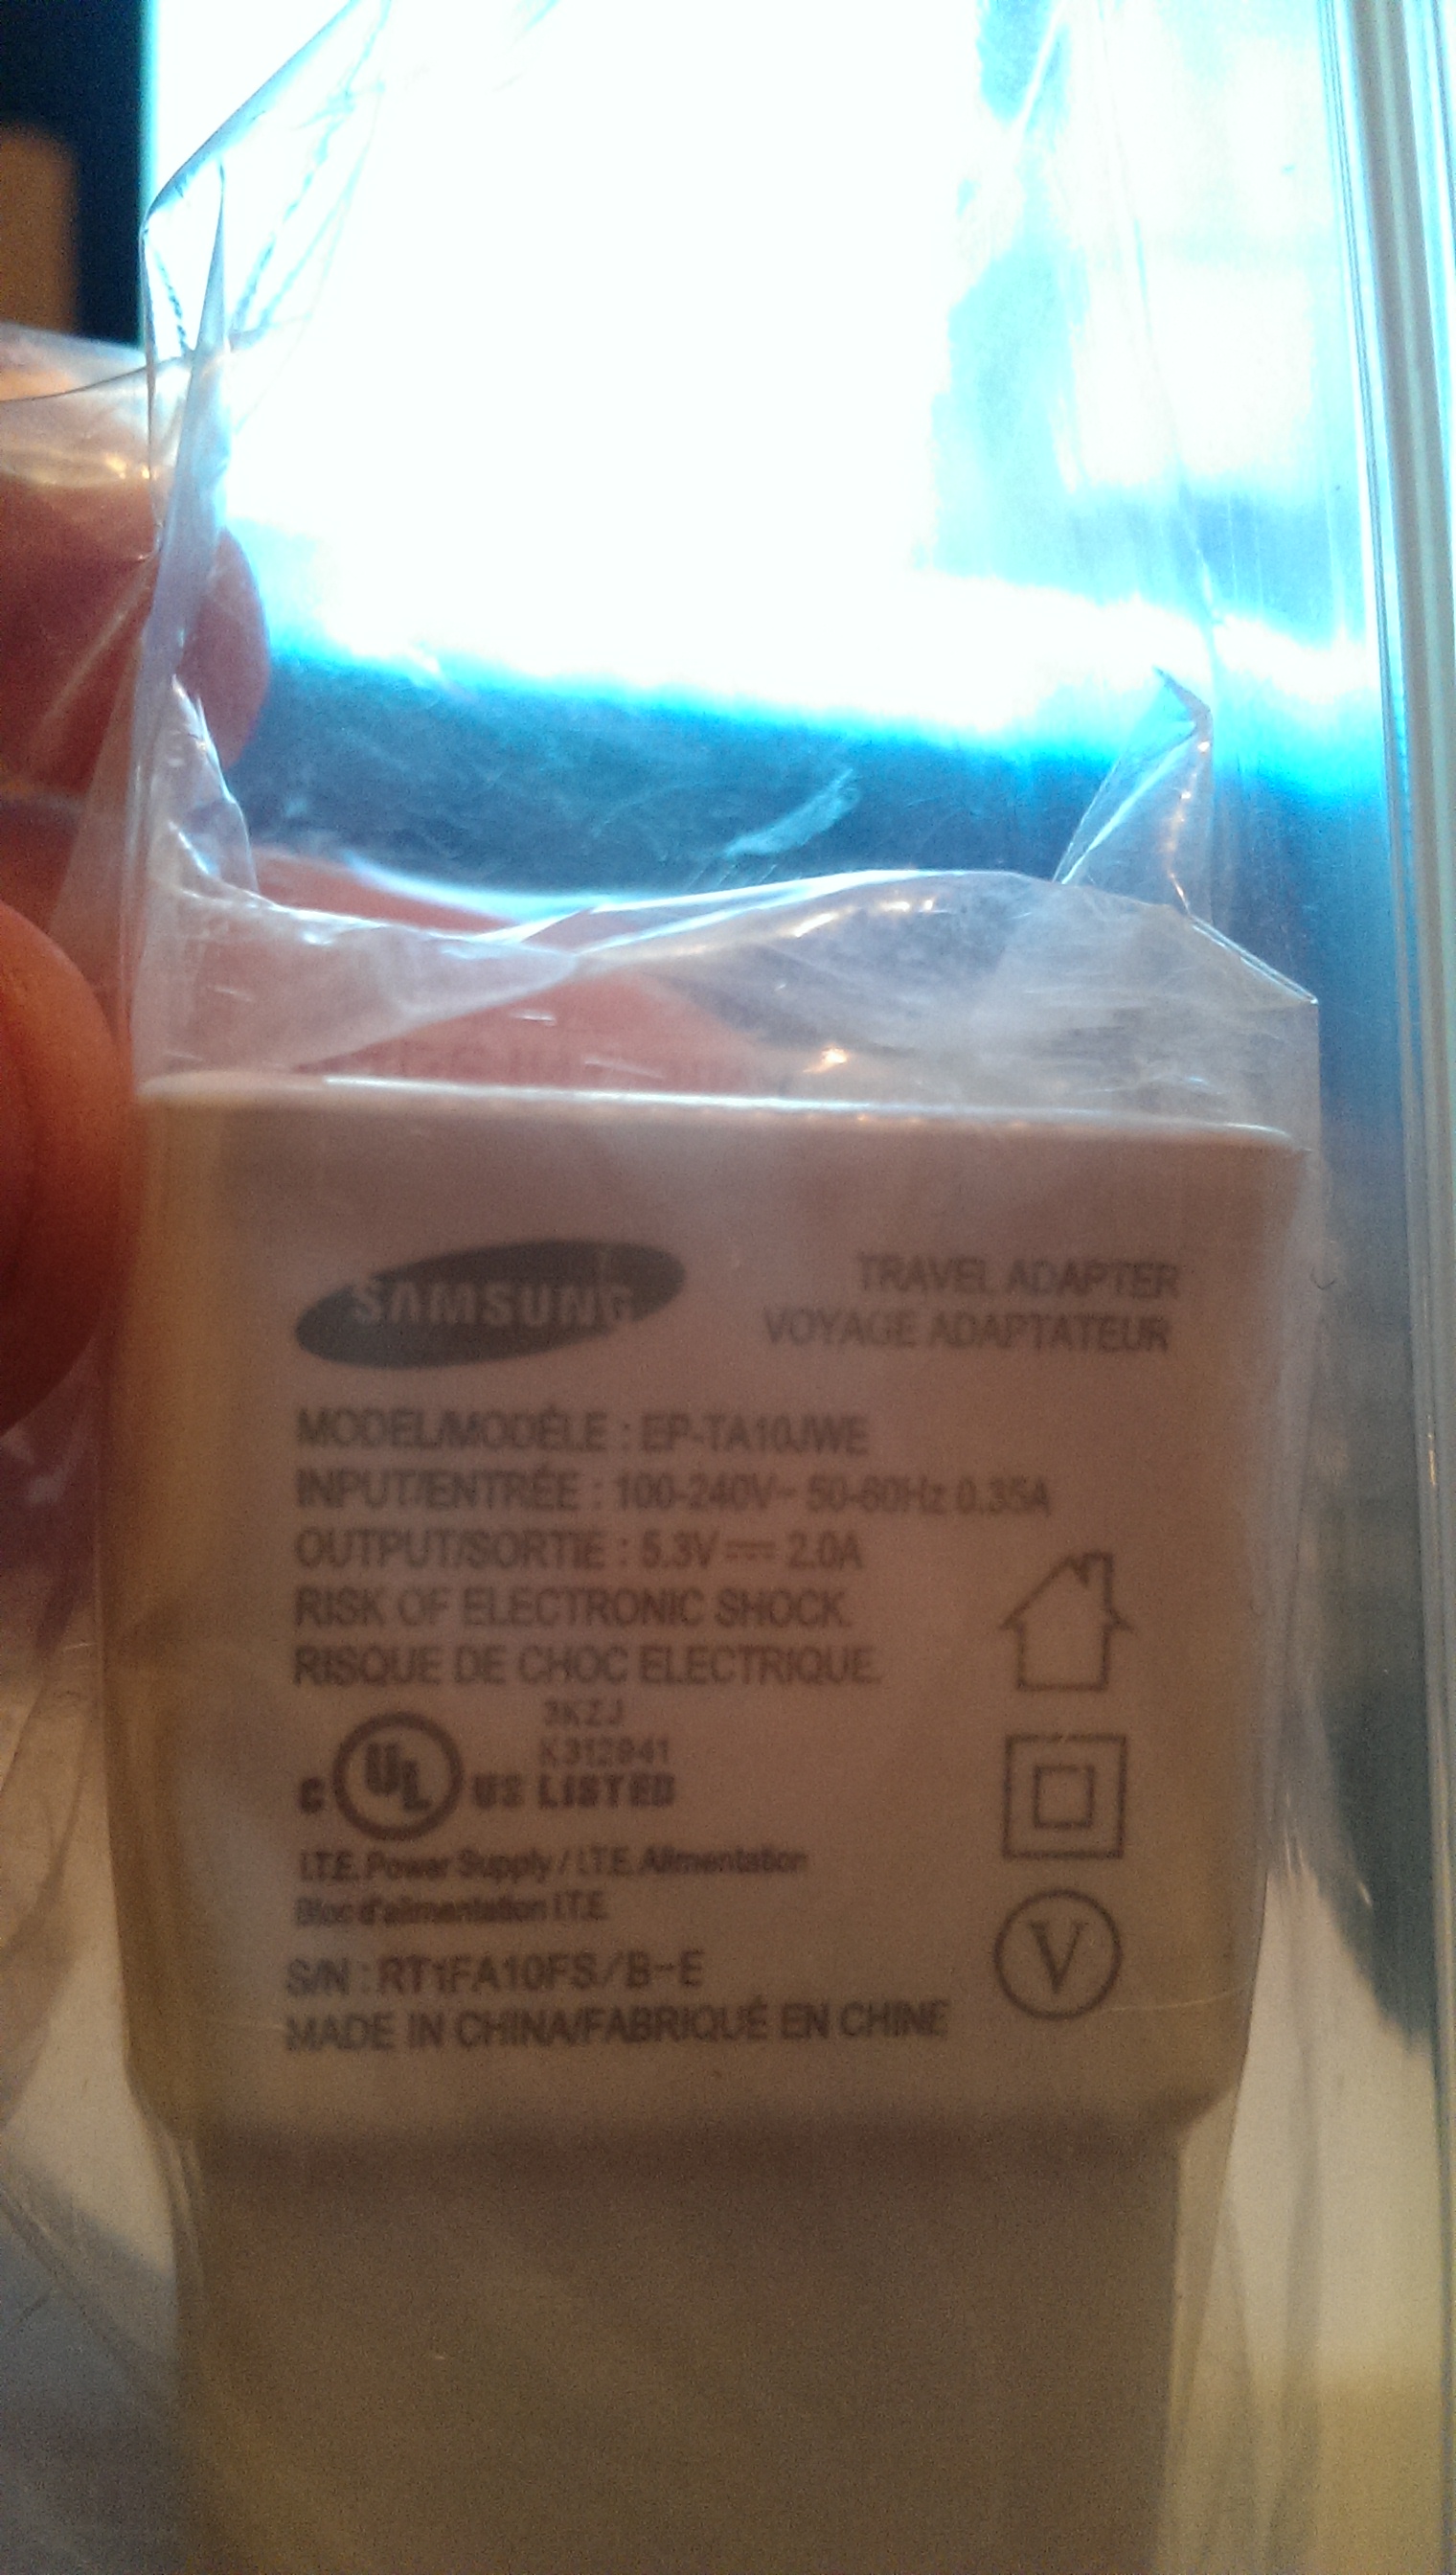 SAMSUNG
TRAVEL ADAPTER
VOYAGE ADAPTATEUR
MODEL/MODÈLE : EP-TA10JWE
INPUT/ENTRÉE : 100-240V~ 50-60Hz 0.35A
OUTPUT/SORTIE : 5.3V⎓ 2.0A
RISK OF ELECTRONIC SHOCK.
RISQUE DE CHOC ELECTRIQUE.
3KZJ
K312941
C UL US LISTED
I.T.E. Power Supply / I.T.E. Alimentation
Bloc d'alimentation I.T.E
S/N : RT1FA10FS/B-E
MADE IN CHINA/FABRIQUÉ EN CHINE
V